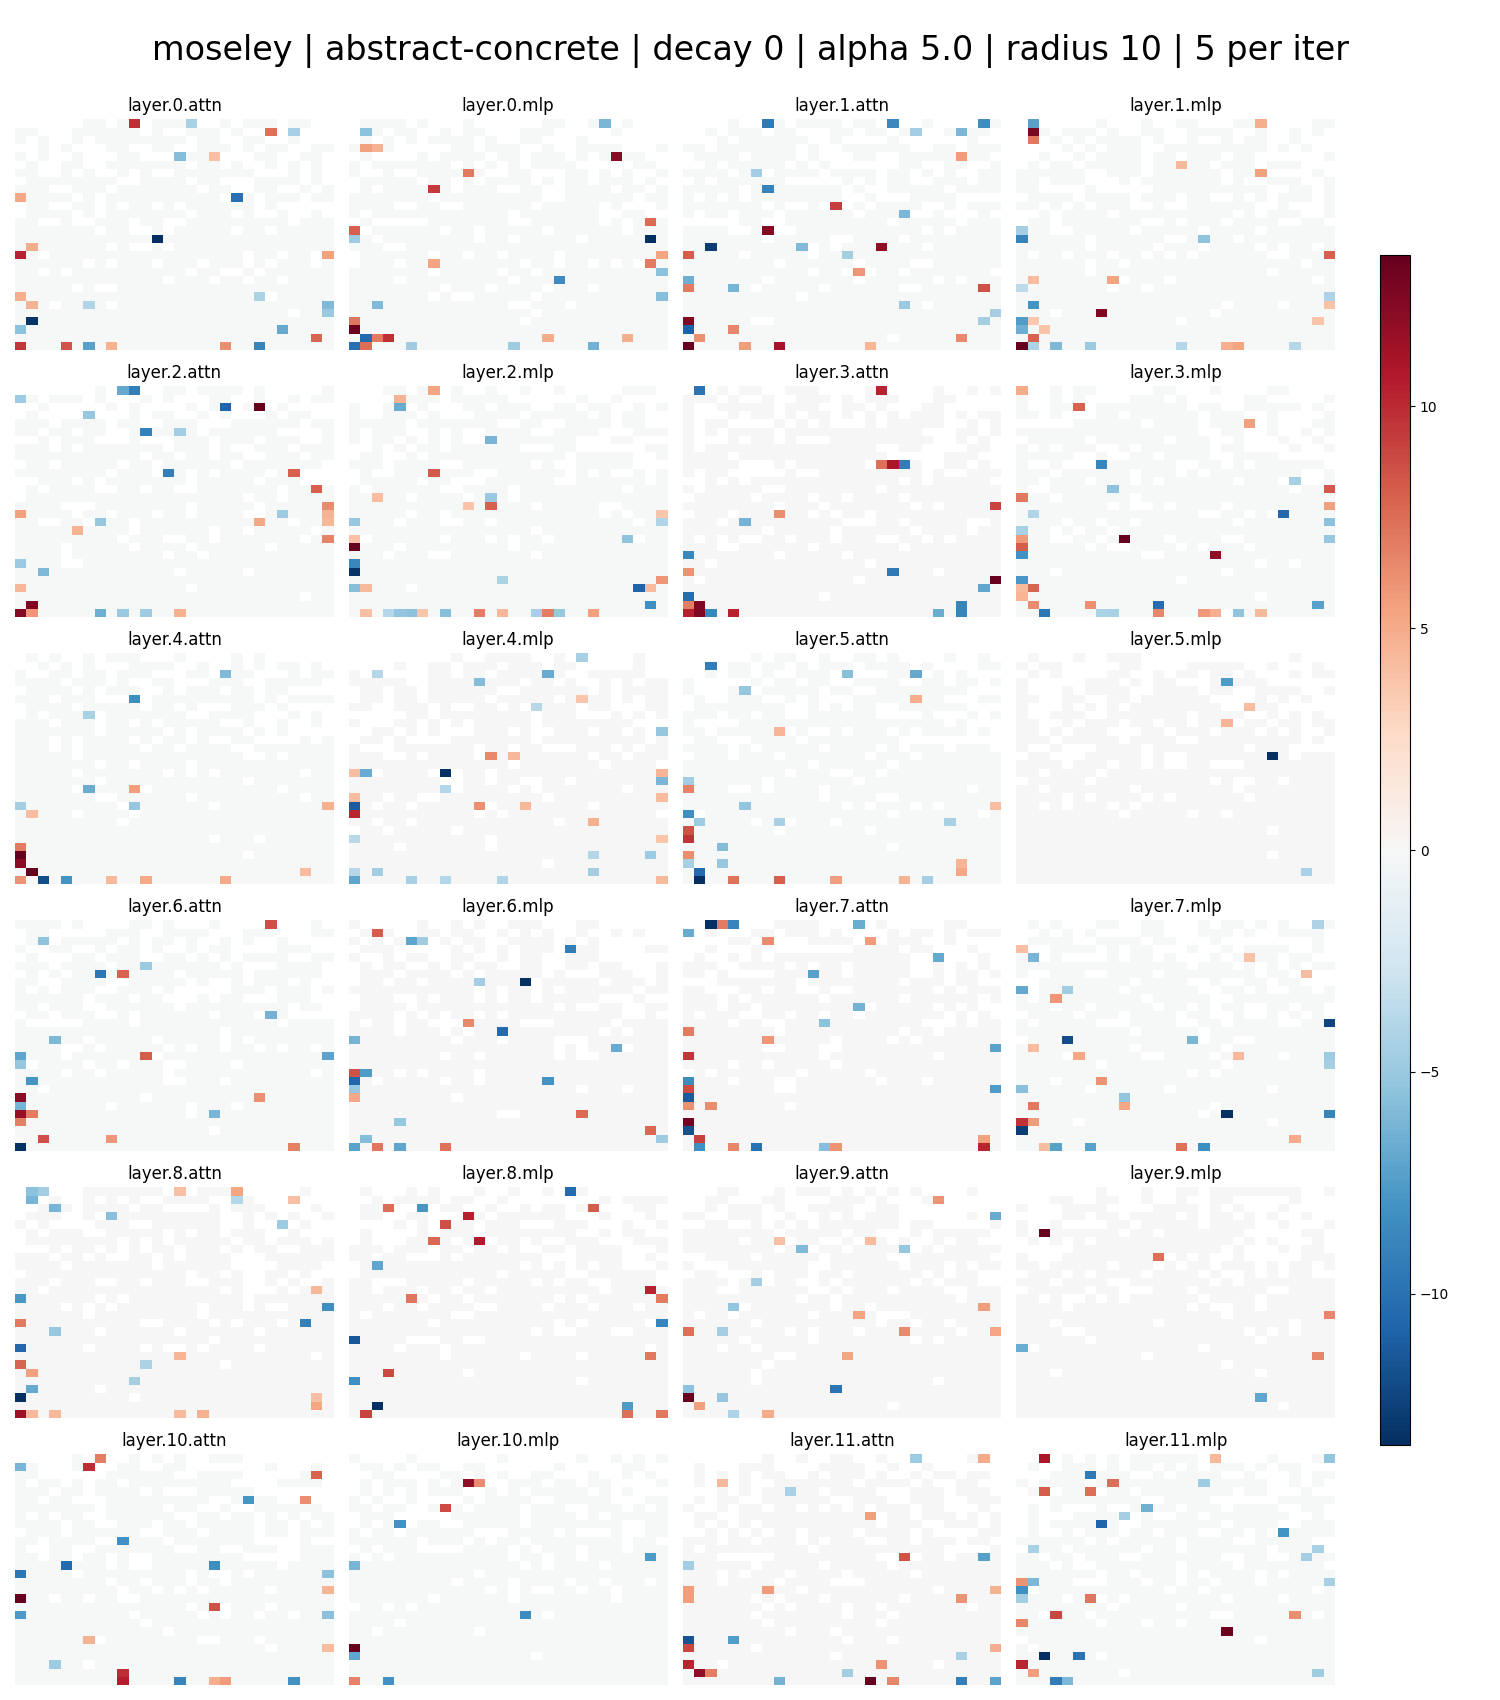 moseley | abstract-concrete | decay 0 | alpha 5.0 | radius 10 | 5 per iter
layer.0.attn
layer.0.mlp
layer.1.attn
layer.1.mlp
layer.2.attn
layer.2.mlp
layer.3.attn
layer.3.mlp
layer.4.attn
layer.4.mlp
layer.5.attn
layer.5.mlp
layer.6.attn
layer.6.mlp
layer.7.attn
layer.7.mlp
layer.8.attn
layer.8.mlp
layer.9.attn
layer.9.mlp
layer.10.attn
layer.10.mlp
layer.11.attn
layer.11.mlp
10
5
0
−5
−10